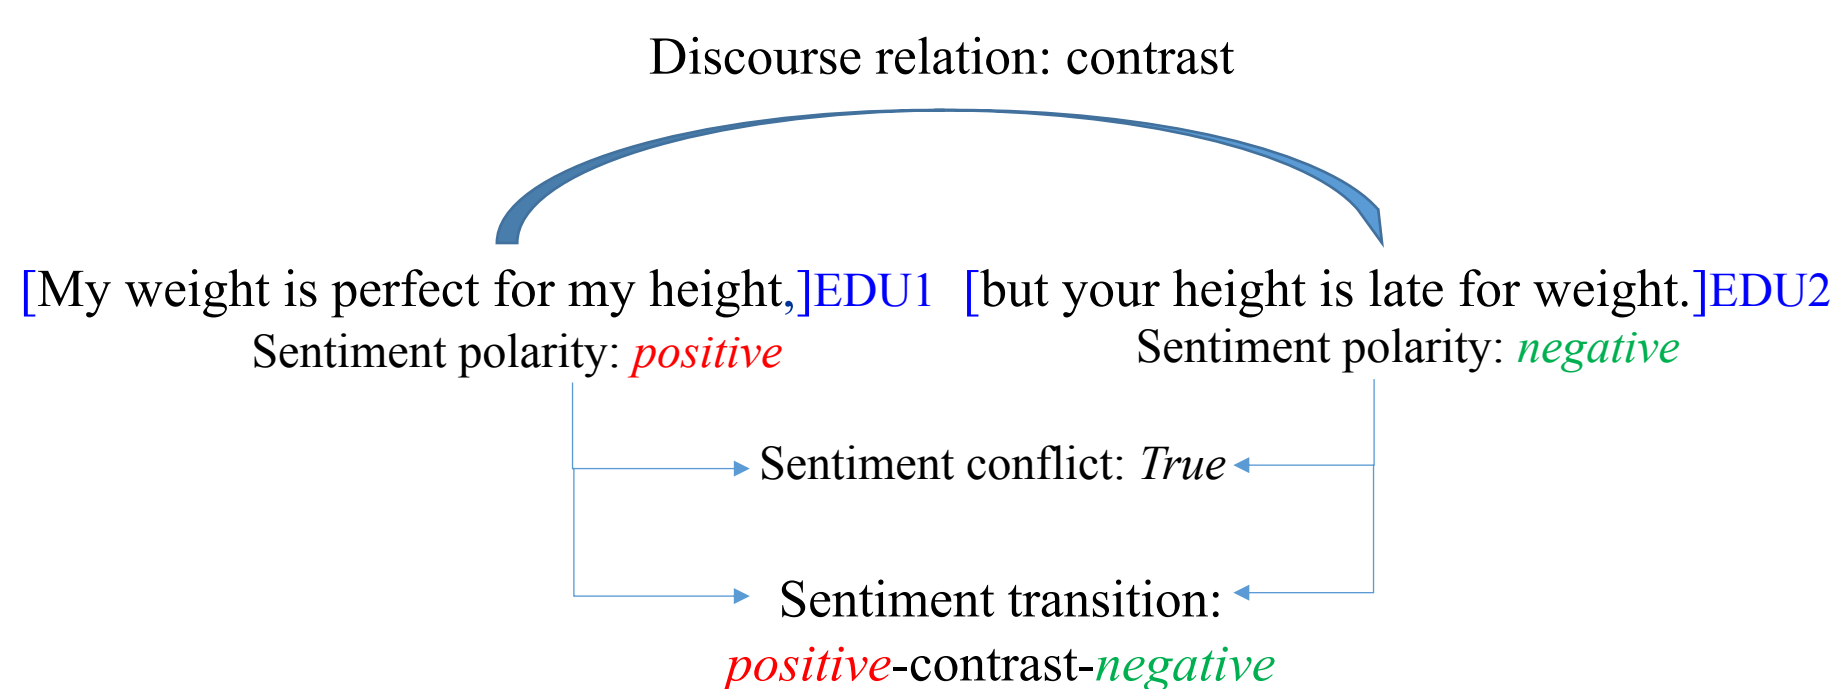 Discourse relation: contrast
[My weight is perfect for my height,]EDU1 [but your height is late for weight.]EDU2
Sentiment polarity: positive Sentiment polarity: negative
Sentiment conflict: True
Sentiment transition:
positive-contrast-negative